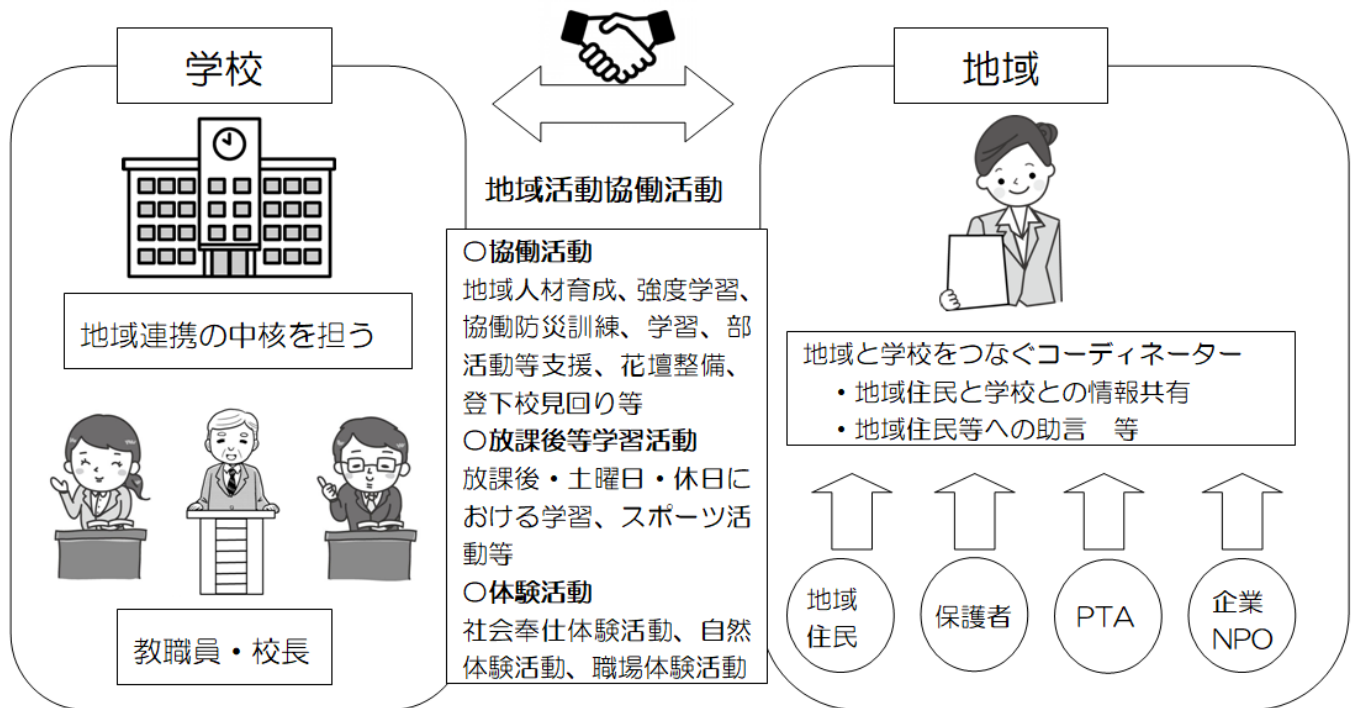 学校
地域連携の中核を担う
教職員・校長
地域活動協働活動
○協働活動
地域人材育成、強度学習、
協働防災訓練、学習、部
活動等支援、花壇整備、
登下校見回り等
○放課後等学習活動
放課後・土曜日・休日に
おける学習、スポーツ活
動等
○体験活動
社会奉仕体験活動、自然
体験活動、職場体験活動
地域
地域と学校をつなぐコーディネーター
・地域住民と学校との情報共有
・地域住民等への助言　等
地域
住民
保護者
PTA
企業
NPO